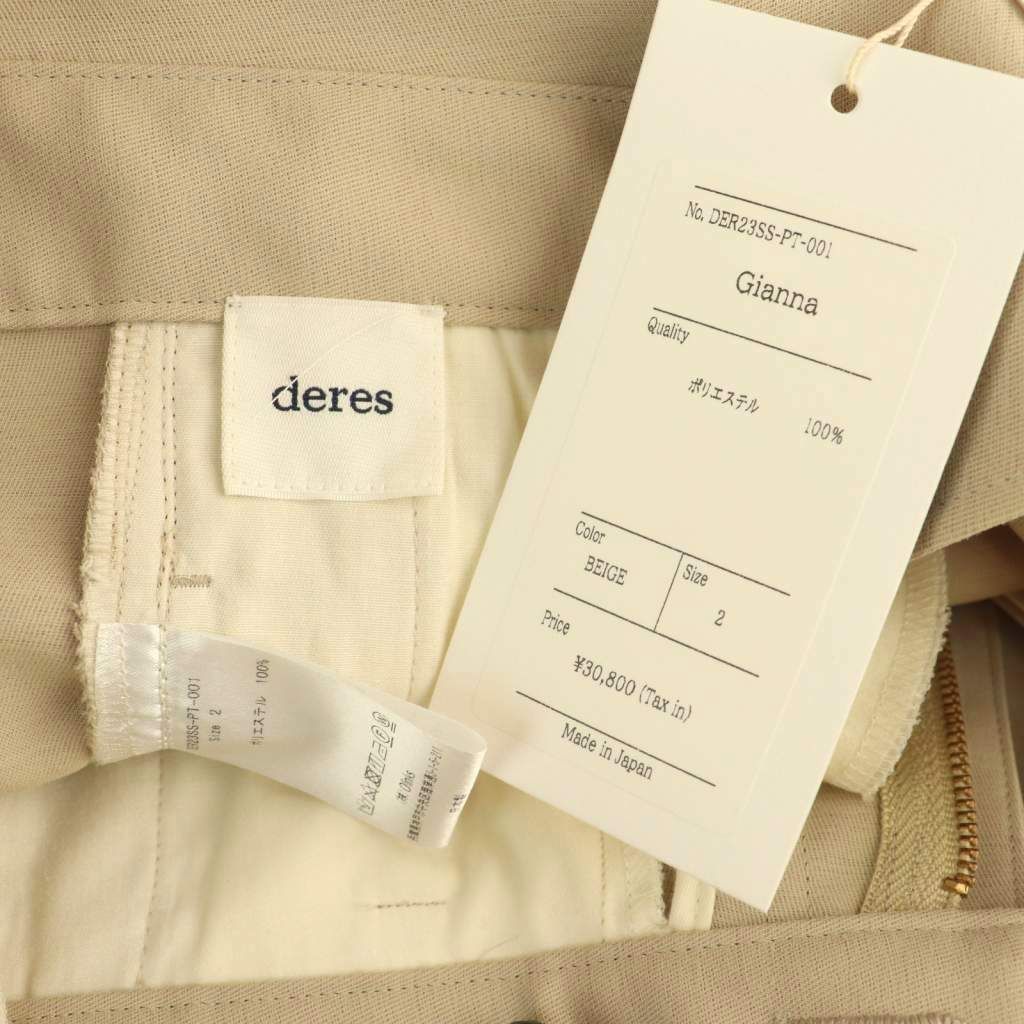 deres
No. DER23SS-PT-001
Gianna
Quality
ポリエステル
100%
Color
BEIGE
Size
2
Price
¥30,800 (Tax in)
Made in Japan
ER23SS-PT-001
Size 2
ポリエステル 100%